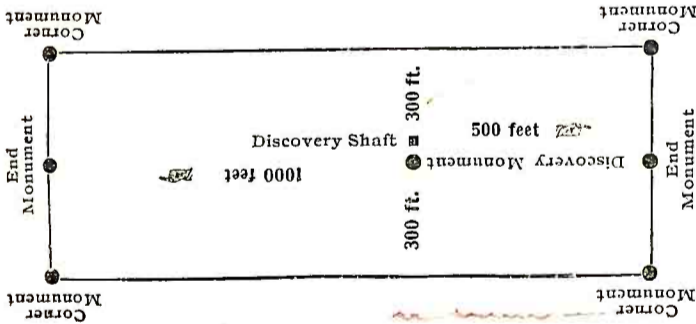 Corner
Monument
Corner
Monument
End
Monument
300 ft.
500 feet
Discovery Shaft
Discovery Monument
1000 feet
300 ft.
End
Monument
Corner
Monument
Corner
Monument